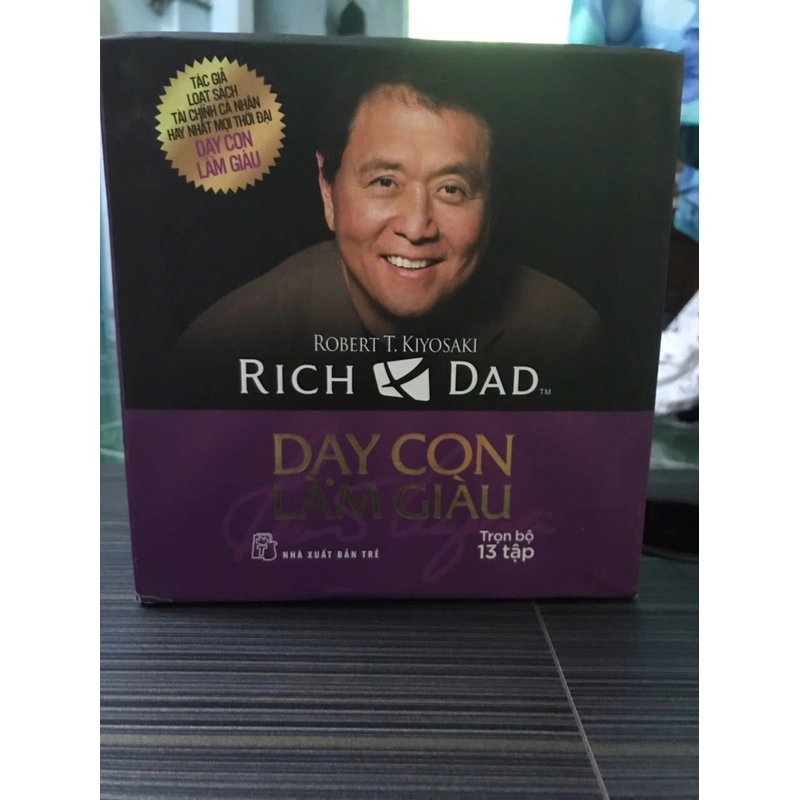 TÁC GIẢ
LOẠT SÁCH
TÀI CHÍNH CÁ NHÂN
HAY NHẤT MỌI THỜI ĐẠI
DẠY CON
LÀM GIÀU
ROBERT T. KIYOSAKI
RICH DAD™
DẠY CON
LÀM GIÀU
Trọn bộ
13 tập
NHÀ XUẤT BẢN TRẺ